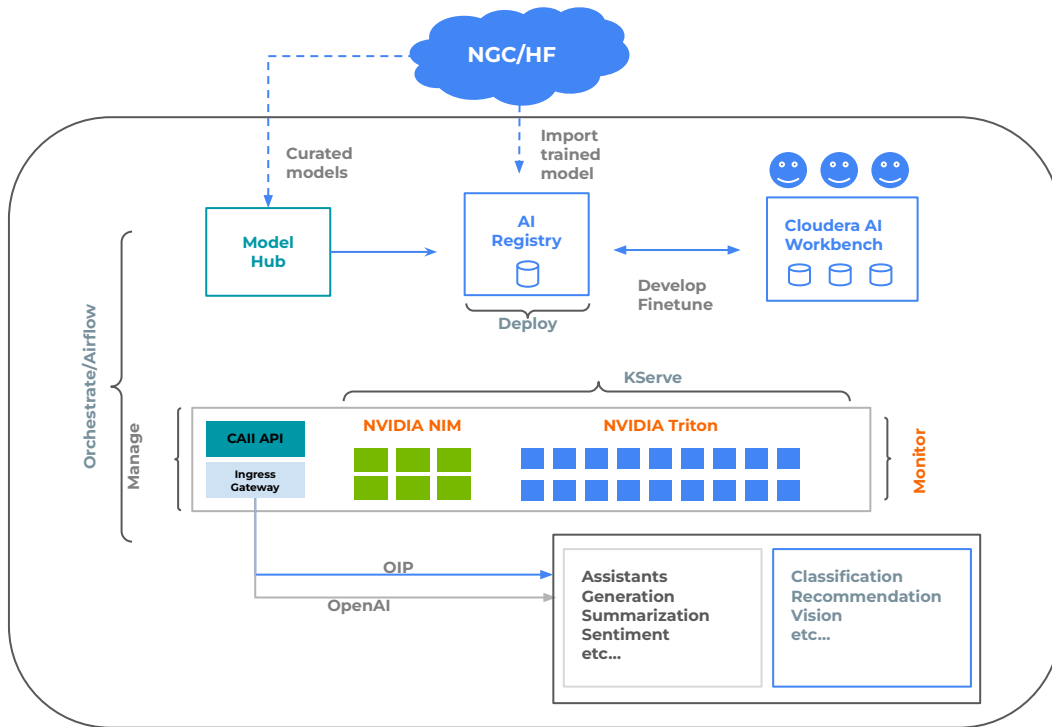 NGC/HF
Curated
models
Import
trained
model
Model
Hub
AI
Registry
Cloudera AI
Workbench
Develop
Finetune
Deploy
Orchestrate/Airflow
Manage
KServe
CAII API
Ingress
Gateway
NVIDIA NIM
NVIDIA Triton
Monitor
OIP
OpenAI
Assistants
Generation
Summarization
Sentiment
etc...
Classification
Recommendation
Vision
etc...